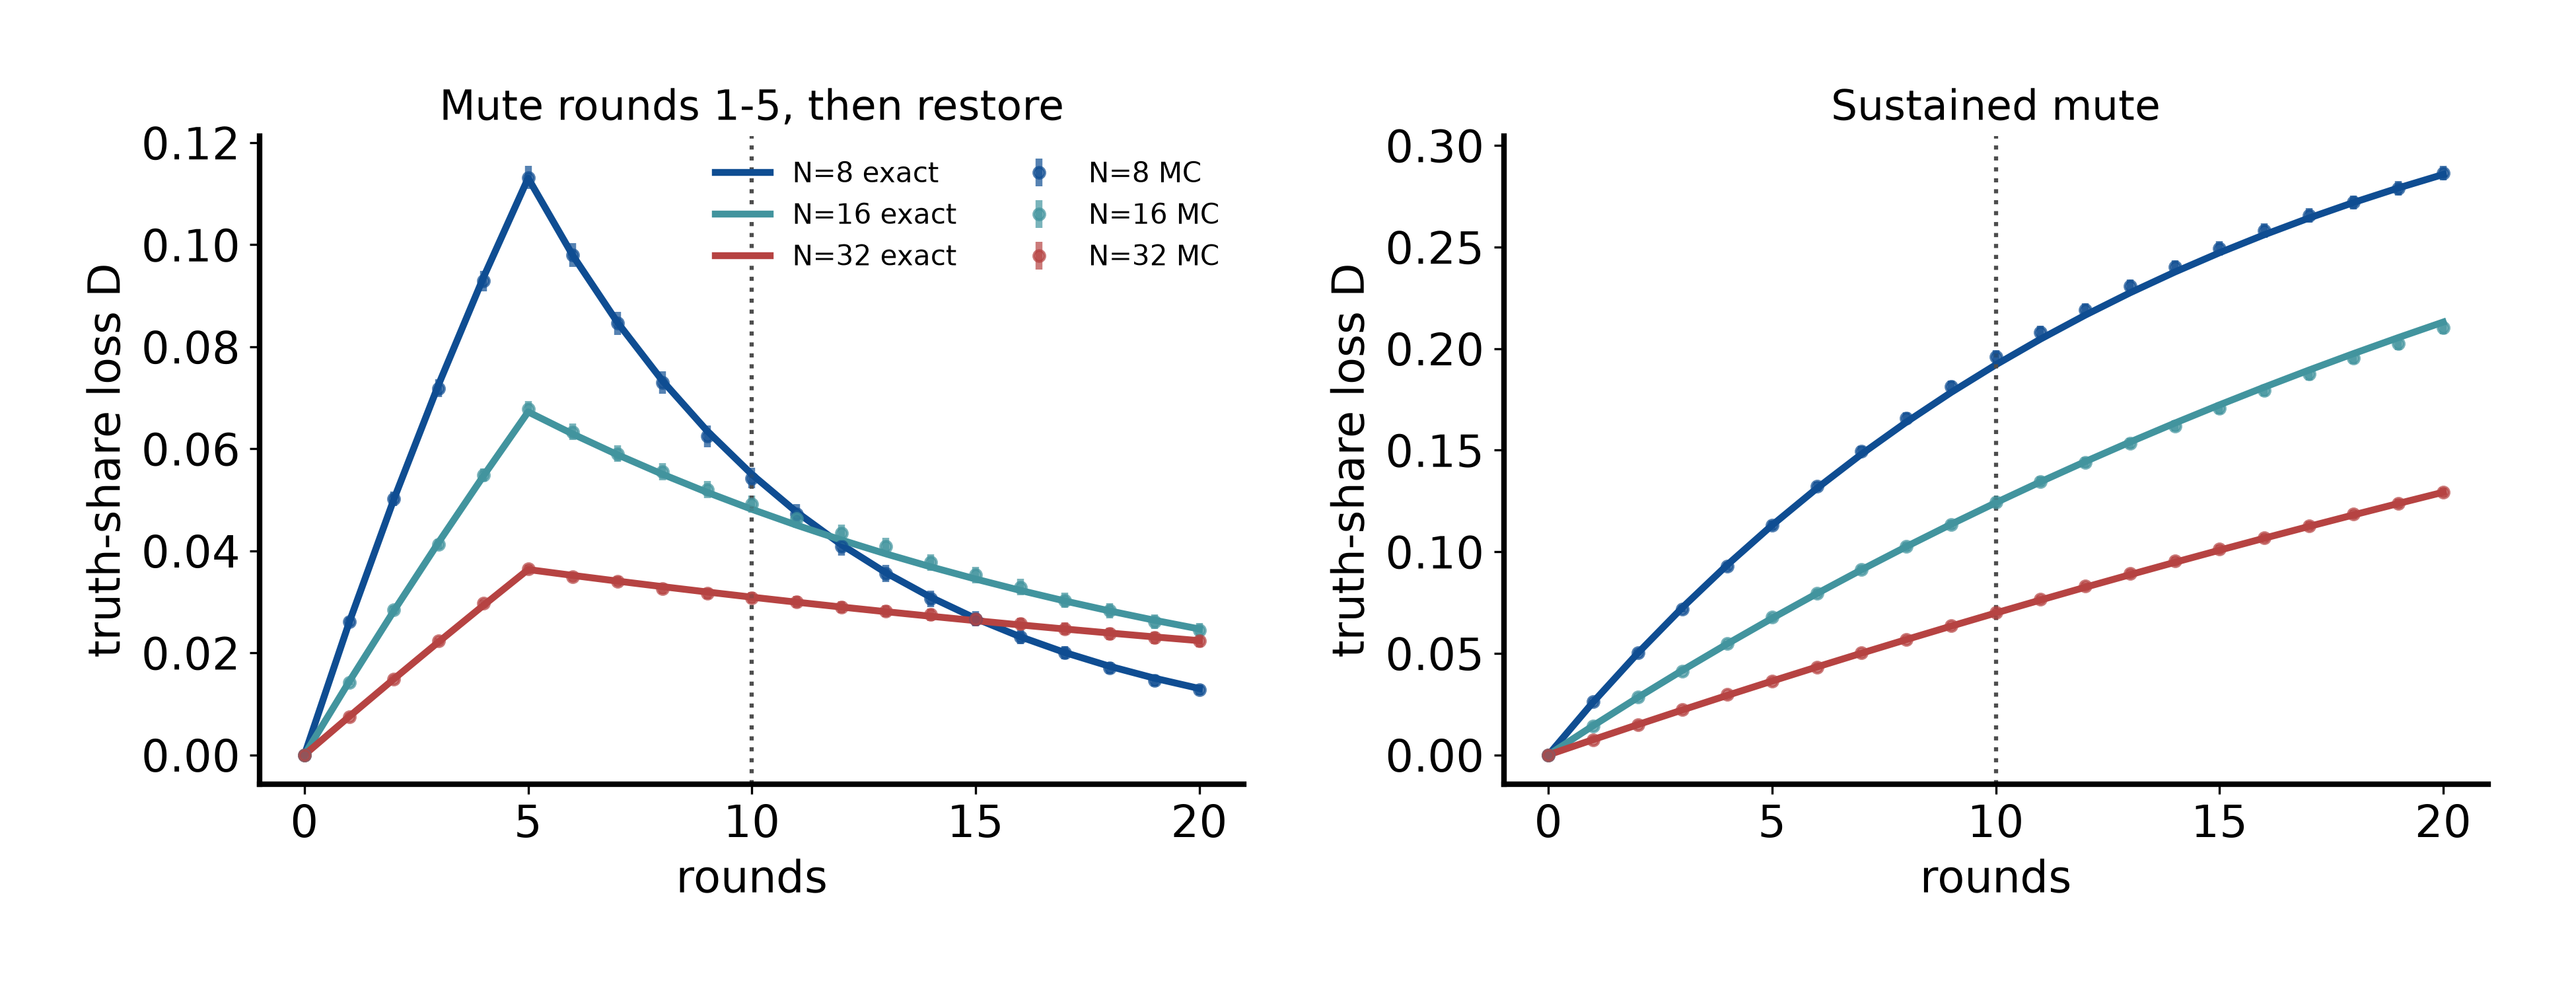 Mute rounds 1-5, then restore
truth-share loss D
0.12
0.10
0.08
0.06
0.04
0.02
0.00
N=8 exact
N=16 exact
N=32 exact
N=8 MC
N=16 MC
N=32 MC
0 5 10 15 20
rounds
Sustained mute
truth-share loss D
0.30
0.25
0.20
0.15
0.10
0.05
0.00
0 5 10 15 20
rounds